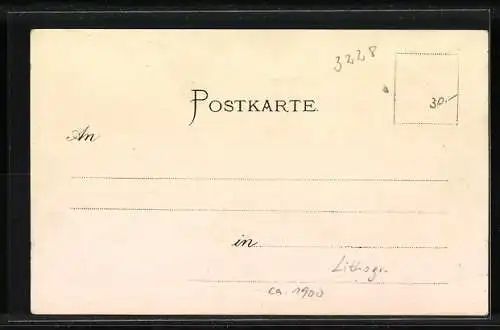 3228
30.-
POSTKARTE.
An
in
Lithogr.
ca. 1900